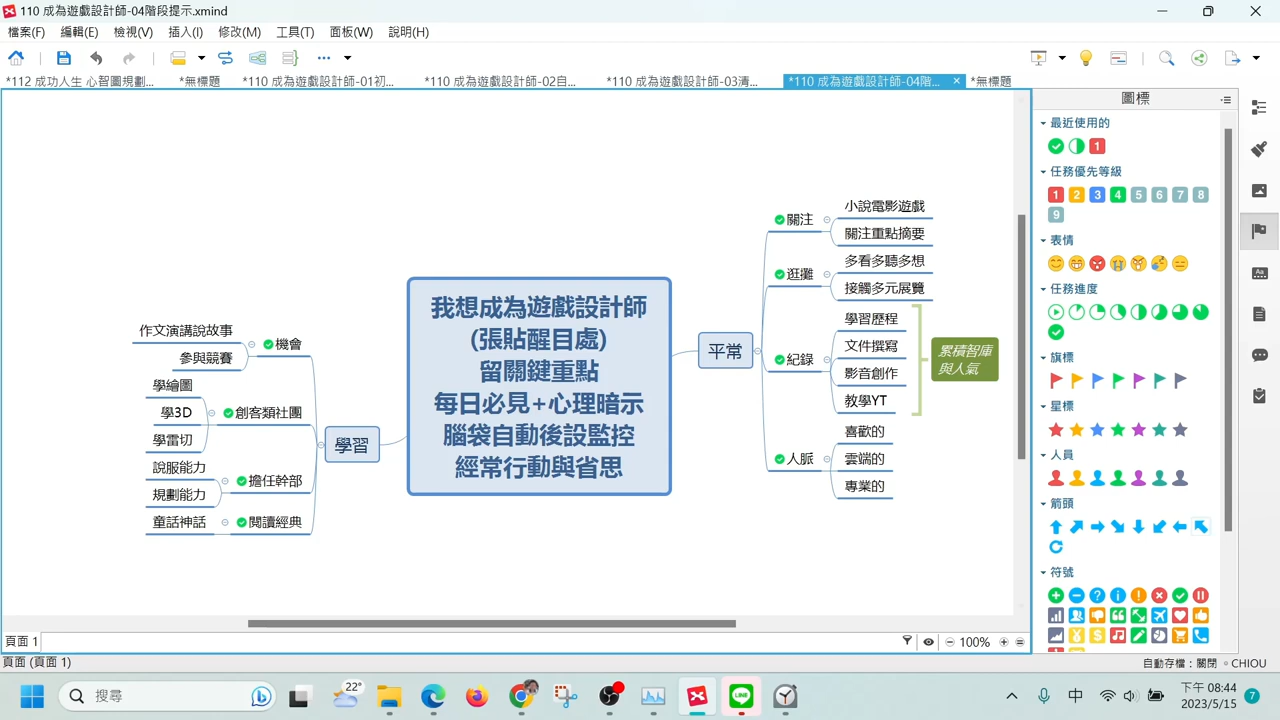 110 成為遊戲設計師-04階段提示.xmind
檔案(F) 編輯(E) 檢視(V) 插入(I) 修改(M) 工具(T) 面板(W) 說明(H)
*112 成功人生 心智圖規劃... *無標題 *110 成為遊戲設計師-01初... *110 成為遊戲設計師-02自... *110 成為遊戲設計師-03清... *110 成為遊戲設計師-04階... *無標題
我想成為遊戲設計師
(張貼醒目處)
留關鍵重點
每日必見+心理暗示
腦袋自動後設監控
經常行動與省思
學習
機會
作文演講說故事
參與競賽
創客類社團
學繪圖
學3D
學雷切
擔任幹部
說服能力
規劃能力
閱讀經典
童話神話
平常
關注
小說電影遊戲
關注重點摘要
逛攤
多看多聽多想
接觸多元展覽
紀錄
學習歷程
文件撰寫
影音創作
教學YT
累積智庫
與人氣
人脈
喜歡的
雲端的
專業的
圖標
最近使用的
1
任務優先等級
1 2 3 4 5 6 7 8
9
表情
任務進度
旗標
星標
人員
箭頭
符號
頁面 1
100%
頁面 (頁面 1)
自動存檔：關閉
CHIOU
搜尋
22°
中
下午 08:44
2023/5/15
7